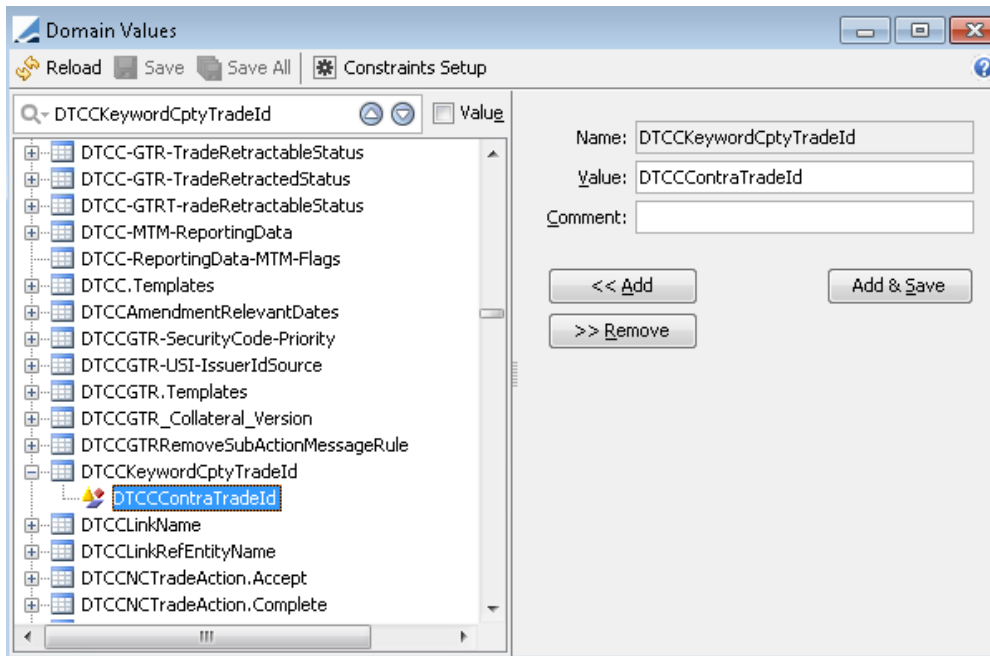 Domain Values
Reload Save Save All Constraints Setup
DTCCKeywordCptyTradeId Value
DTCC-GTR-TradeRetractableStatus
DTCC-GTR-TradeRetractedStatus
DTCC-GTRT-radeRetractableStatus
DTCC-MTM-ReportingData
DTCC-ReportingData-MTM-Flags
DTCC.Templates
DTCCAmendmentRelevantDates
DTCCGTR-SecurityCode-Priority
DTCCGTR-USI-IssuerIdSource
DTCCGTR.Templates
DTCCGTR_Collateral_Version
DTCCGTRRemoveSubActionMessageRule
DTCCKeywordCptyTradeId
DTCCContraTradeId
DTCCLinkName
DTCCLinkRefEntityName
DTCCNCTradeAction.Accept
DTCCNCTradeAction.Complete
Name: DTCCKeywordCptyTradeId
Value: DTCCContraTradeId
Comment:
<< Add Add & Save
>> Remove